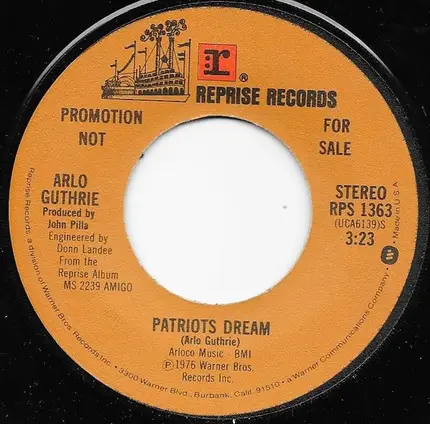 r®
REPRISE RECORDS
PROMOTION
NOT
FOR
SALE
ARLO
GUTHRIE
Produced by
John Pilla
Engineered by
Donn Landee
From the
Reprise Album
MS 2239 AMIGO
STEREO
RPS 1363
(UCA6139)S
3:23
Made in U.S.A.
W
PATRIOTS DREAM
(Arlo Guthrie)
Arloco Music - BMI
℗1976 Warner Bros.
Records Inc.
Reprise Records, a division of Warner Bros. Records Inc. • 3300 Warner Blvd., Burbank, Calif. 91510 • a Warner Communications Company •